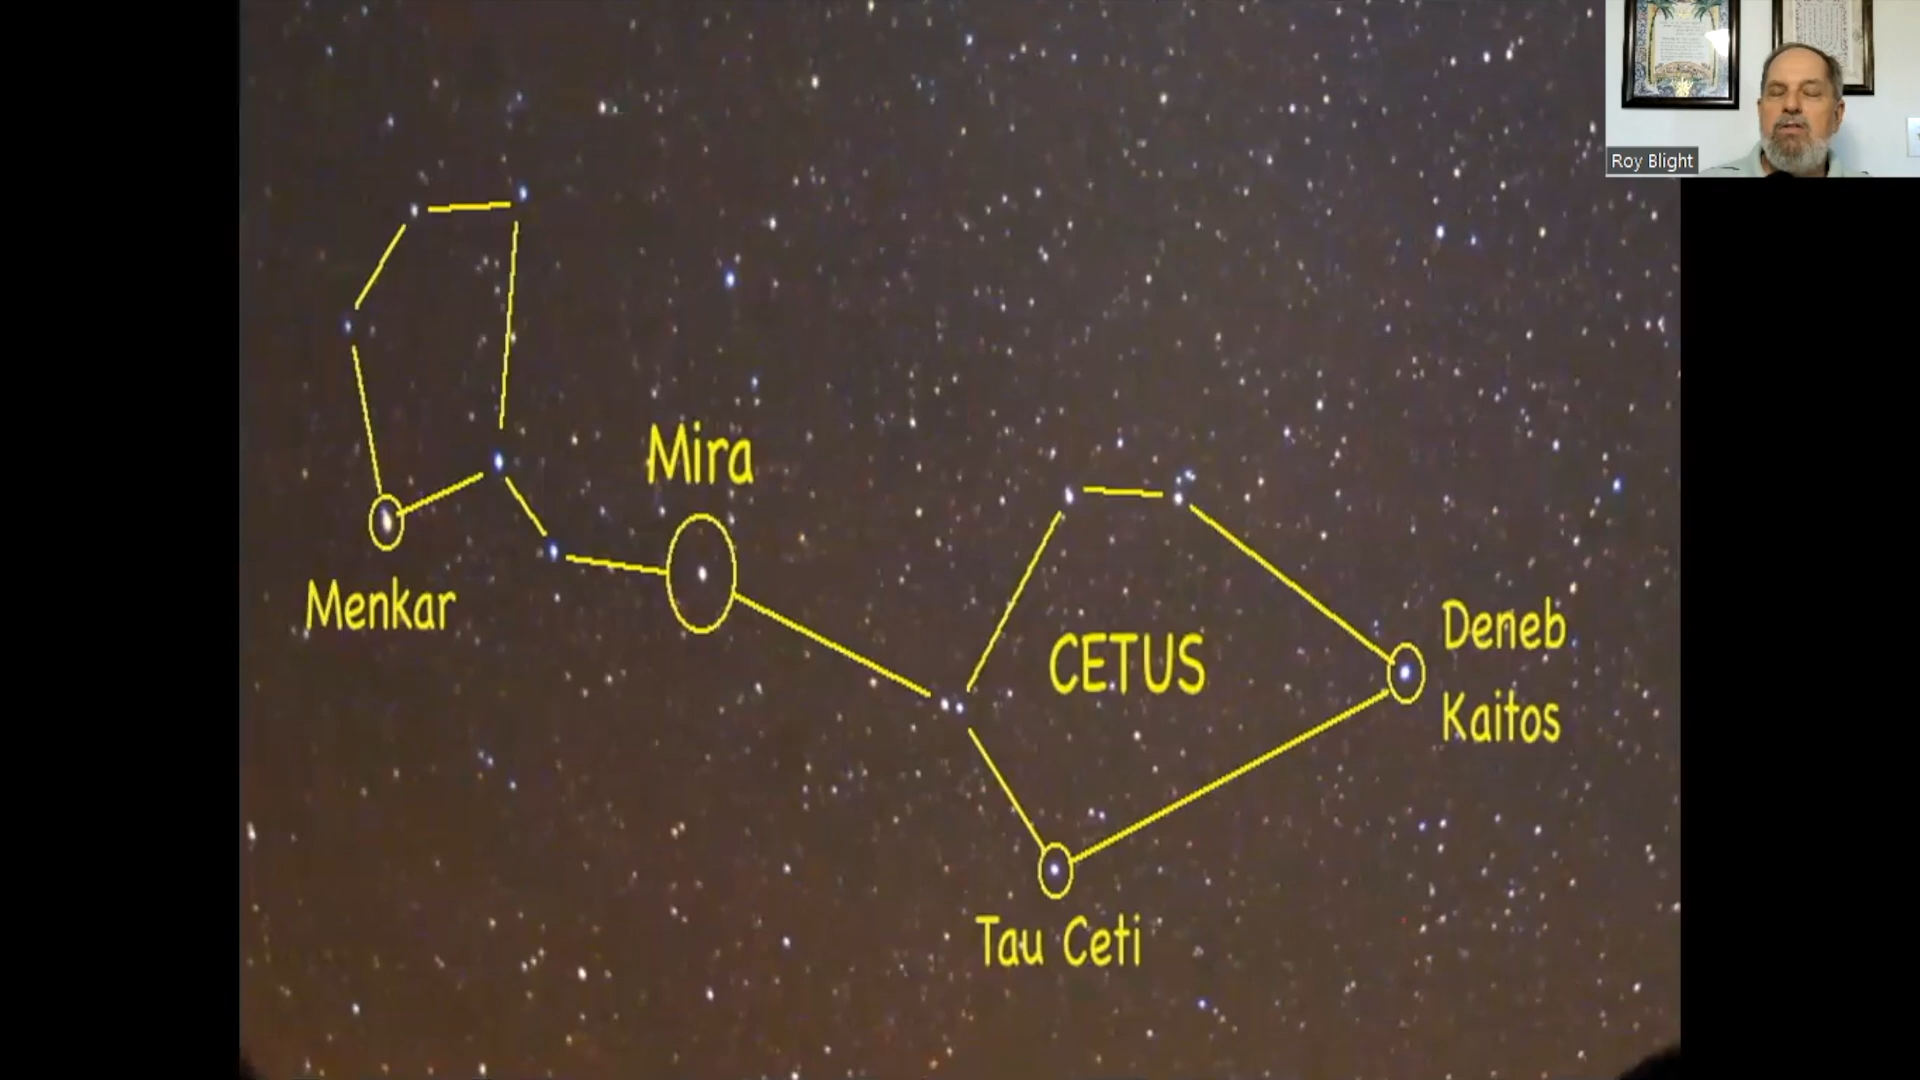 Roy Blight
Mira
Menkar
CETUS
Deneb
Kaitos
Tau Ceti